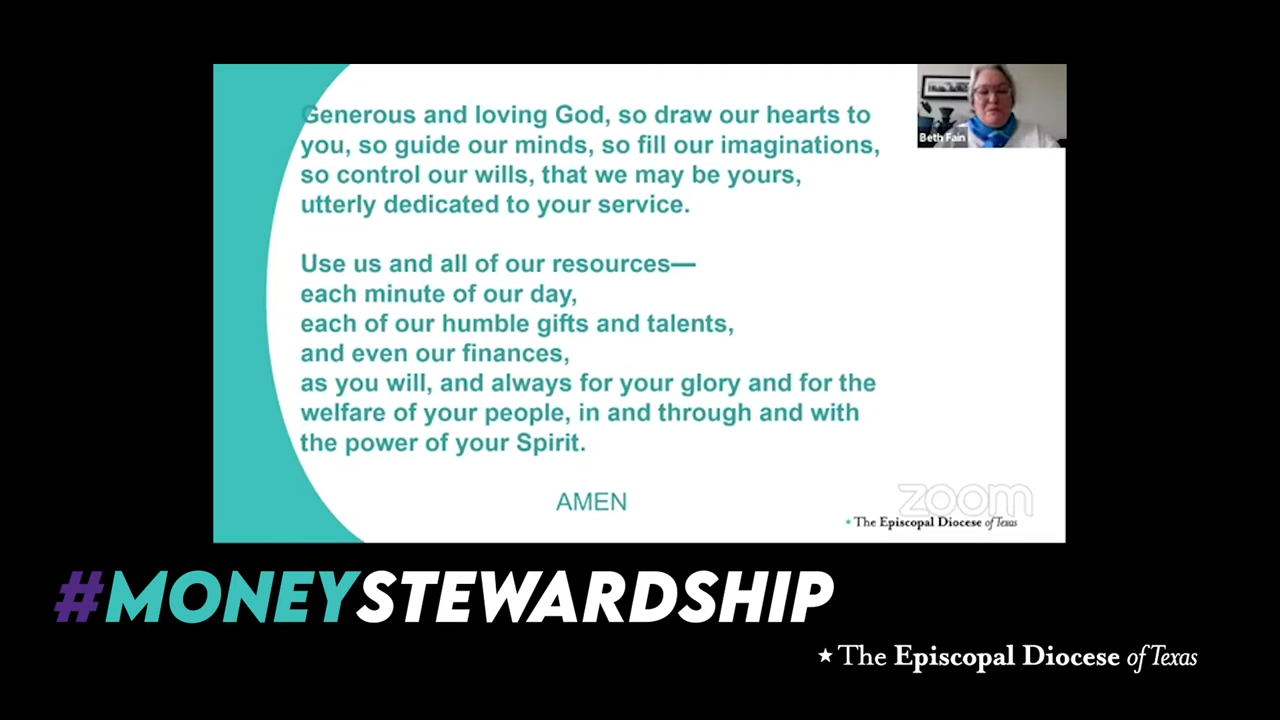 Generous and loving God, so draw our hearts to
you, so guide our minds, so fill our imaginations,
so control our wills, that we may be yours,
utterly dedicated to your service.
Use us and all of our resources—
each minute of our day,
each of our humble gifts and talents,
and even our finances,
as you will, and always for your glory and for the
welfare of your people, in and through and with
the power of your Spirit.
AMEN
Beth Fain
zoom
The Episcopal Diocese of Texas
#MONEYSTEWARDSHIP
The Episcopal Diocese of Texas